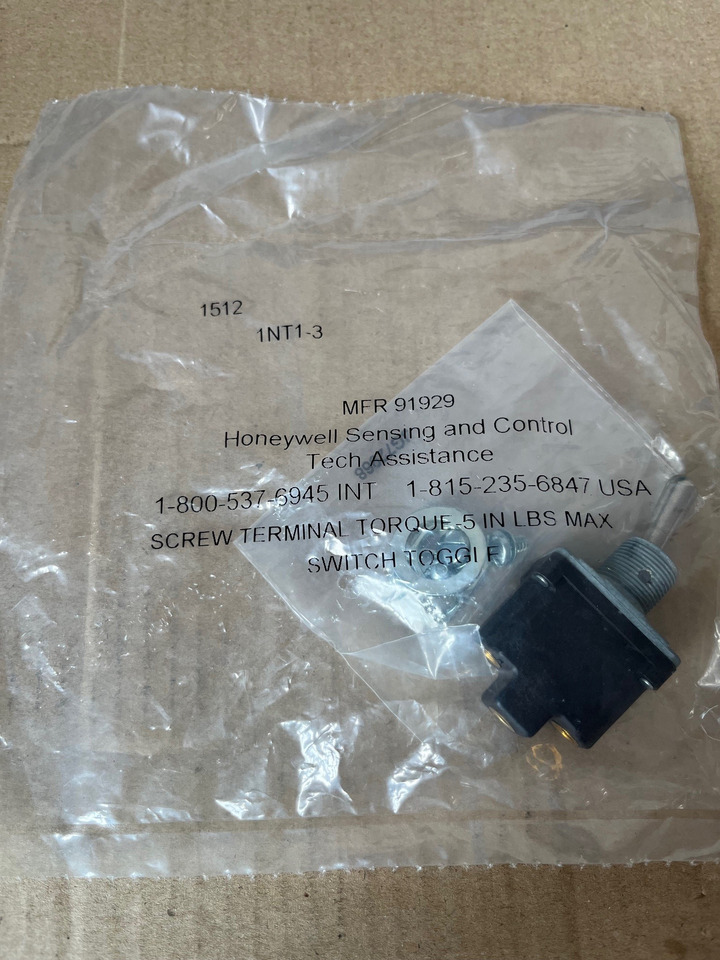 1512
1NT1-3
MFR 91929
Honeywell Sensing and Control
Tech Assistance
1-800-537-6945 INT 1-815-235-6847 USA
SCREW TERMINAL TORQUE-5 IN LBS MAX
SWITCH TOGGLE